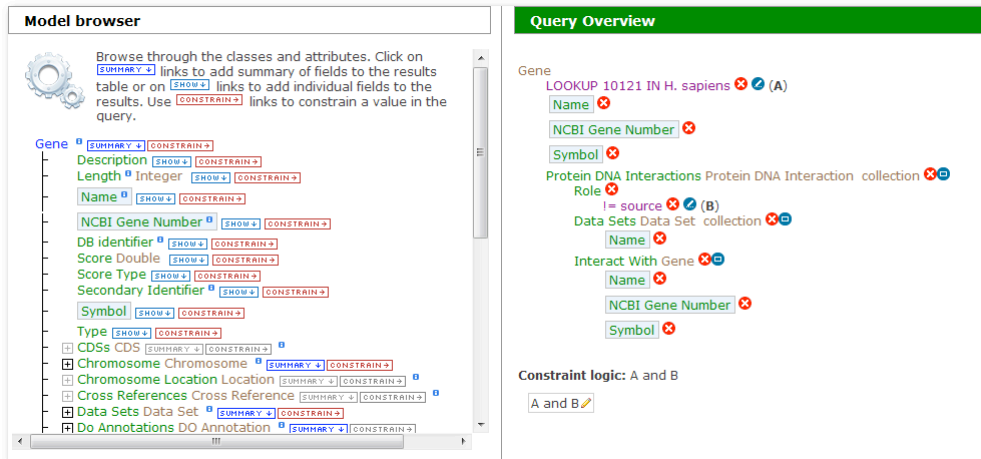 Model browser
Browse through the classes and attributes. Click on
SUMMARY links to add summary of fields to the results
table or on SHOW links to add individual fields to the
results. Use CONSTRAIN links to constrain a value in the
query.
Gene SUMMARY CONSTRAIN
Description SHOW CONSTRAIN
Length Integer SHOW CONSTRAIN
Name SHOW CONSTRAIN
NCBI Gene Number SHOW CONSTRAIN
DB identifier SHOW CONSTRAIN
Score Double SHOW CONSTRAIN
Score Type SHOW CONSTRAIN
Secondary Identifier SHOW CONSTRAIN
Symbol SHOW CONSTRAIN
Type SHOW CONSTRAIN
CDSs CDS SUMMARY CONSTRAIN
Chromosome Chromosome SUMMARY CONSTRAIN
Chromosome Location Location SUMMARY CONSTRAIN
Cross References Cross Reference SUMMARY CONSTRAIN
Data Sets Data Set SUMMARY CONSTRAIN
Do Annotations DO Annotation SUMMARY CONSTRAIN
Query Overview
Gene
LOOKUP 10121 IN H. sapiens (A)
Name
NCBI Gene Number
Symbol
Protein DNA Interactions Protein DNA Interaction collection
Role
!= source (B)
Data Sets Data Set collection
Name
Interact With Gene
Name
NCBI Gene Number
Symbol
Constraint logic: A and B
A and B